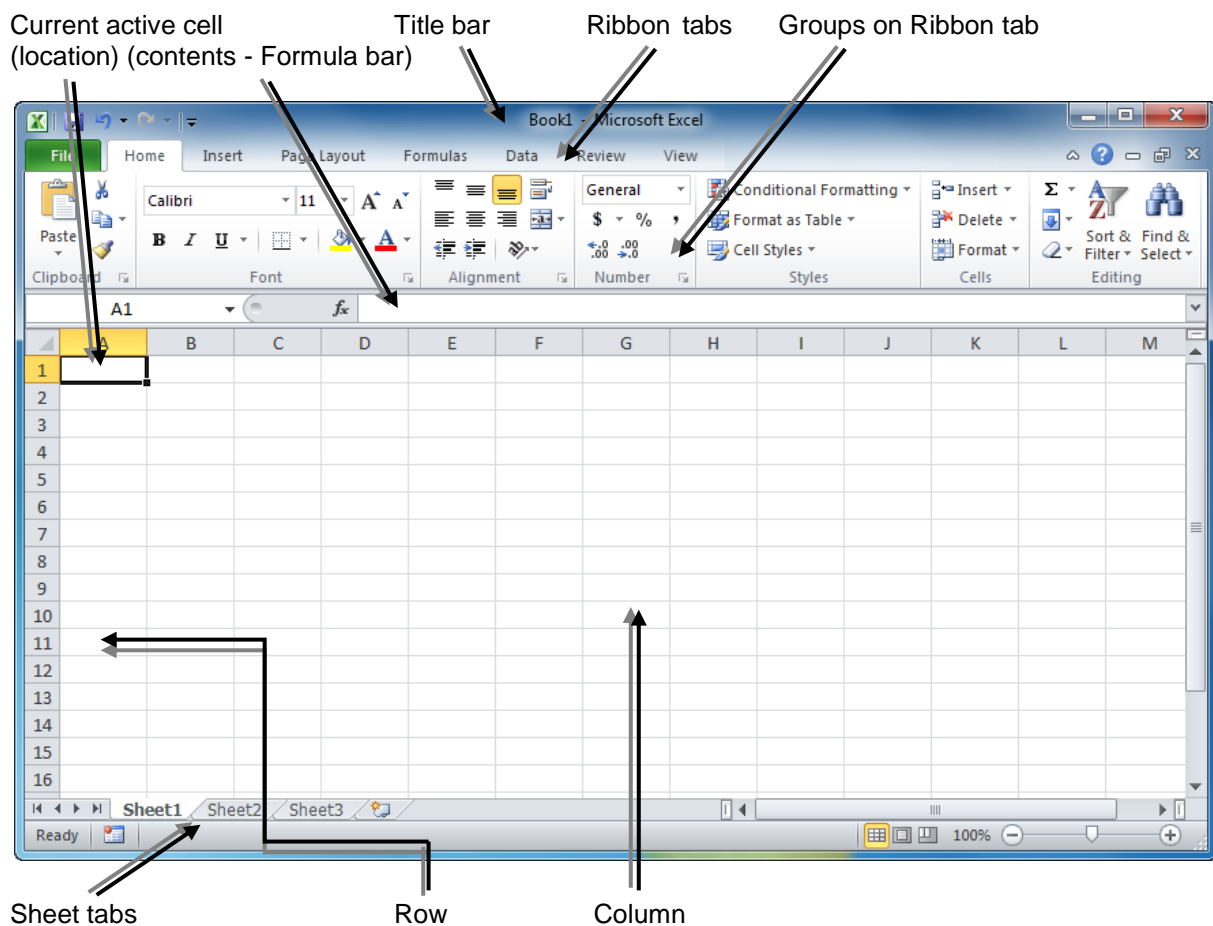 Current active cell
(location) (contents - Formula bar)
Title bar
Ribbon tabs
Groups on Ribbon tab
Book1 - Microsoft Excel
File Home Insert Page Layout Formulas Data Review View
Calibri 11 A A General Conditional Formatting Insert Σ
Paste B I U A $ % , Format as Table Delete Sort & Filter Find & Select
.00 .0 Cell Styles Format
Clipboard Font Alignment Number Styles Cells Editing
A1 fx
A B C D E F G H I J K L M
1
2
3
4
5
6
7
8
9
10
11
12
13
14
15
16
Sheet1 Sheet2 Sheet3
Ready 100%
Sheet tabs
Row
Column